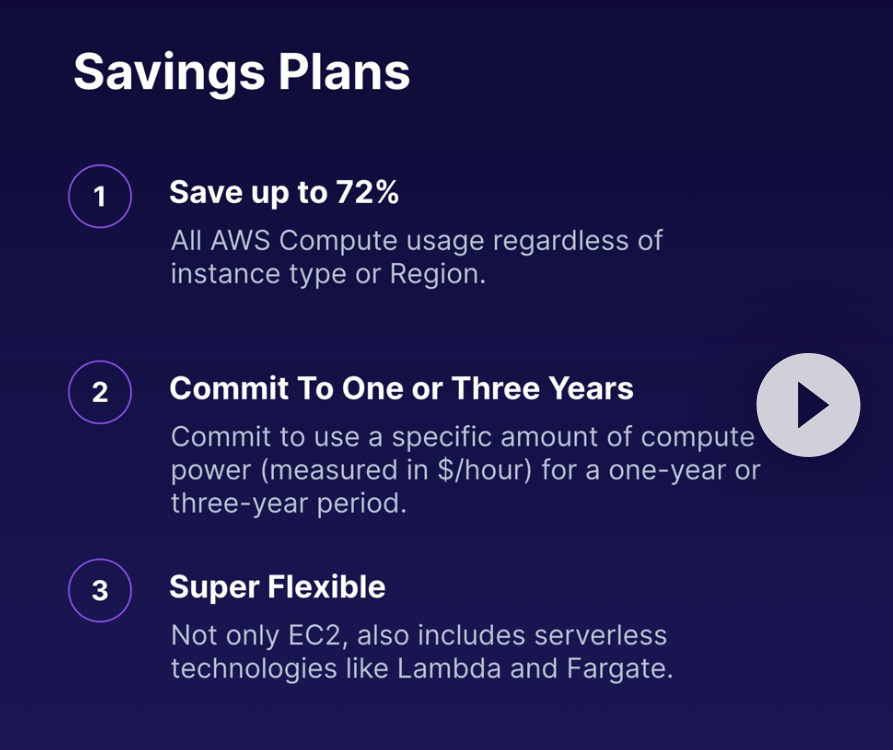 Savings Plans
1
Save up to 72%
All AWS Compute usage regardless of
instance type or Region.
2
Commit To One or Three Years
Commit to use a specific amount of compute
power (measured in $/hour) for a one-year or
three-year period.
3
Super Flexible
Not only EC2, also includes serverless
technologies like Lambda and Fargate.